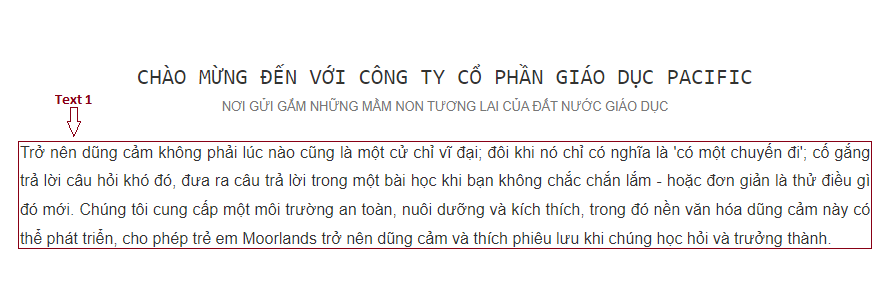 CHÀO MỪNG ĐẾN VỚI CÔNG TY CỔ PHẦN GIÁO DỤC PACIFIC
NƠI GỬI GẮM NHỮNG MẦM NON TƯƠNG LAI CỦA ĐẤT NƯỚC GIÁO DỤC
Text 1
Trở nên dũng cảm không phải lúc nào cũng là một cử chỉ vĩ đại; đôi khi nó chỉ có nghĩa là 'có một chuyến đi'; cố gắng
trả lời câu hỏi khó đó, đưa ra câu trả lời trong một bài học khi bạn không chắc chắn lắm - hoặc đơn giản là thử điều gì
đó mới. Chúng tôi cung cấp một môi trường an toàn, nuôi dưỡng và kích thích, trong đó nền văn hóa dũng cảm này có
thể phát triển, cho phép trẻ em Moorlands trở nên dũng cảm và thích phiêu lưu khi chúng học hỏi và trưởng thành.